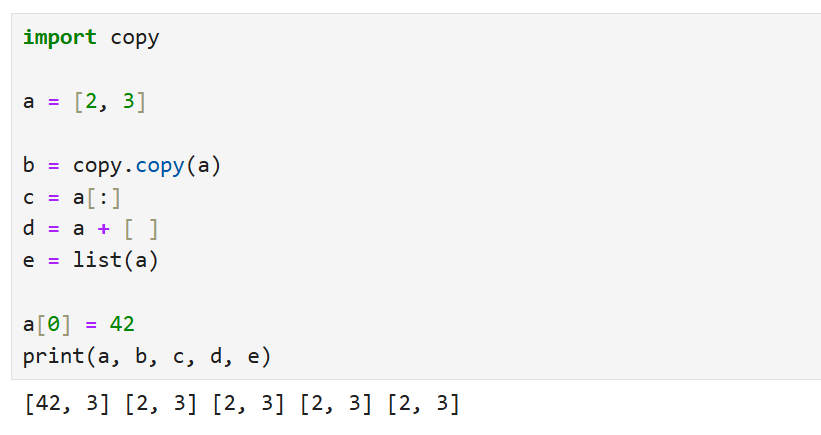 import copy
a = [2, 3]
b = copy.copy(a)
c = a[:]
d = a + [ ]
e = list(a)
a[0] = 42
print(a, b, c, d, e)
[42, 3] [2, 3] [2, 3] [2, 3] [2, 3]